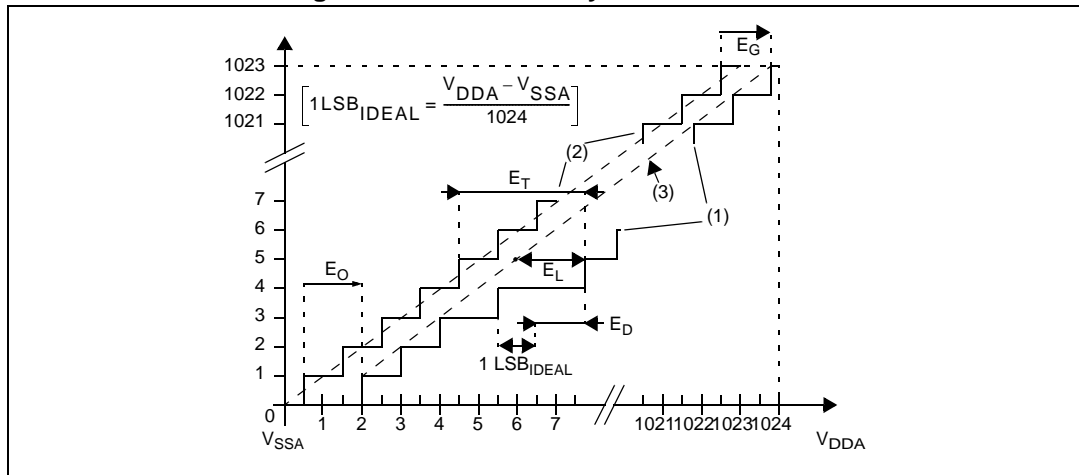 E_G
1023
1022
1021
[1LSB_IDEAL = (V_DDA – V_SSA) / 1024]
(2)
(3)
(1)
E_T
7
6
5
4
3
2
1
0
E_O
E_L
E_D
1 LSB_IDEAL
1 2 3 4 5 6 7 1021 1022 1023 1024
V_SSA
V_DDA